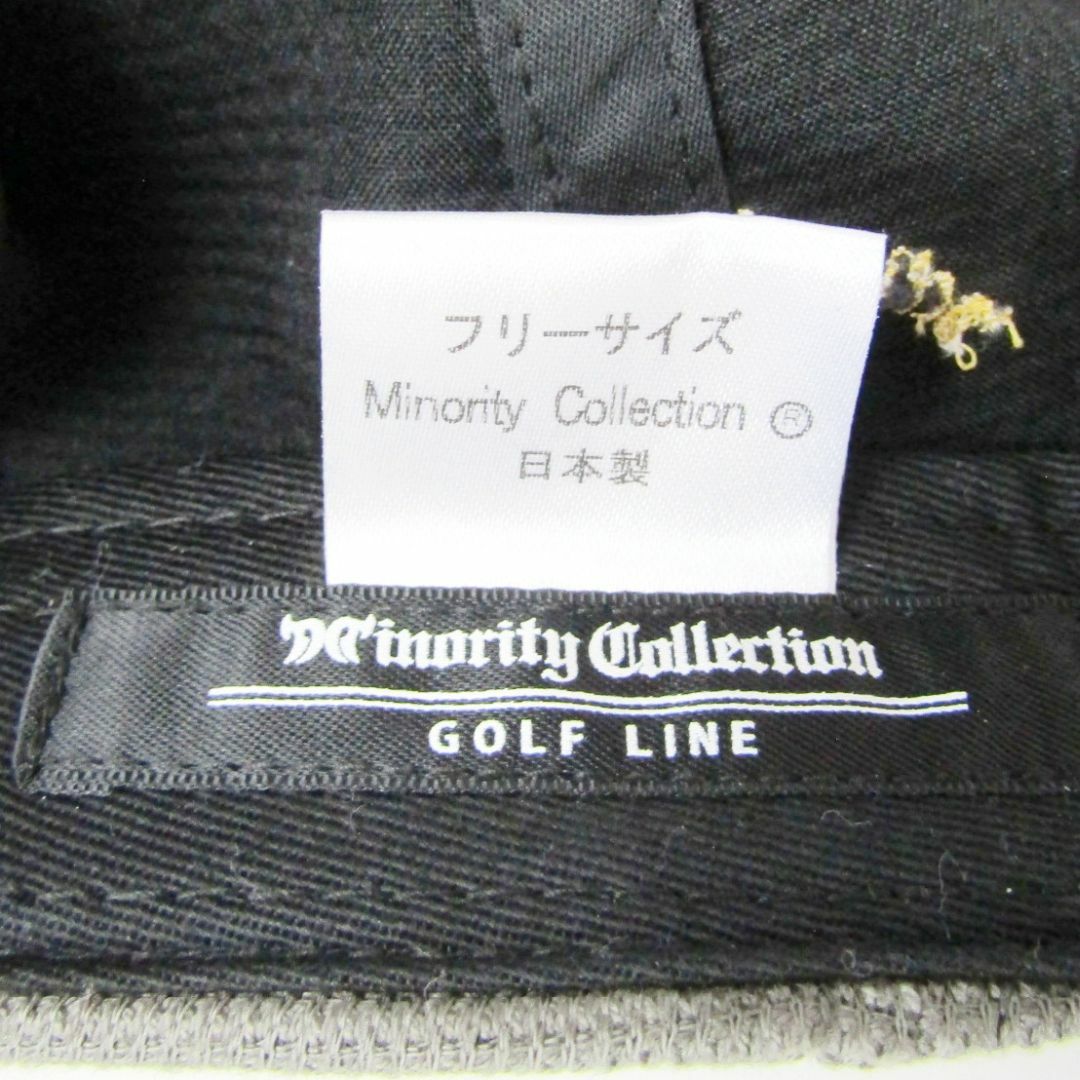 フリーサイズ
Minority Collection ®
日本製
Minority Collection
GOLF LINE